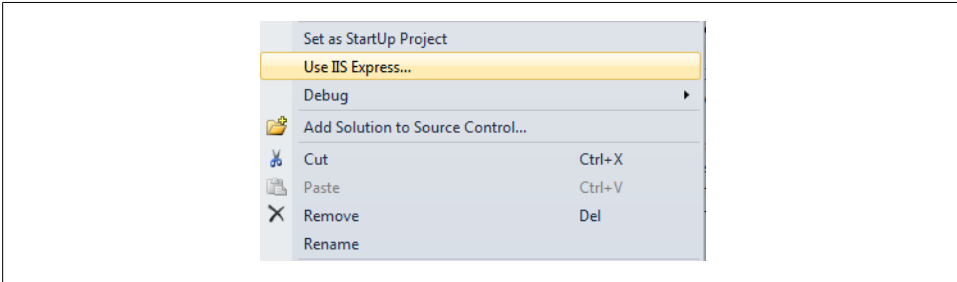 Set as StartUp Project
Use IIS Express...
Debug
Add Solution to Source Control...
Cut Ctrl+X
Paste Ctrl+V
Remove Del
Rename